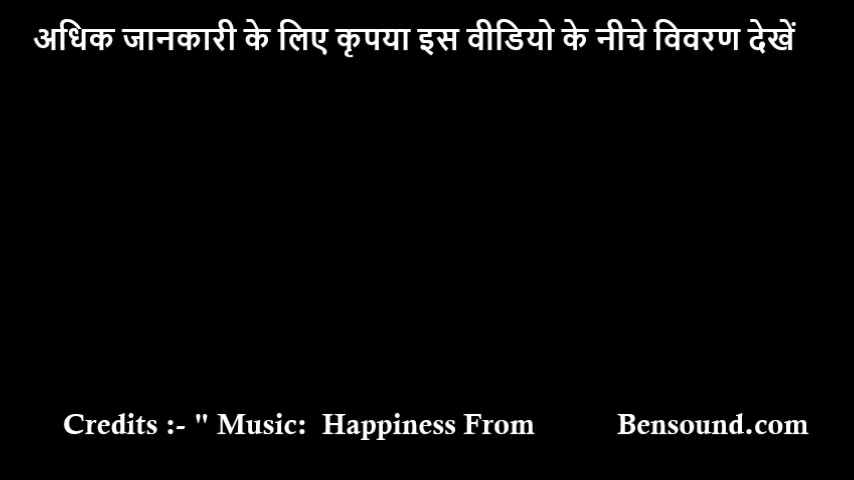 अधिक जानकारी के लिए कृपया इस वीडियो के नीचे विवरण देखें
Credits :- " Music: Happiness From Bensound.com